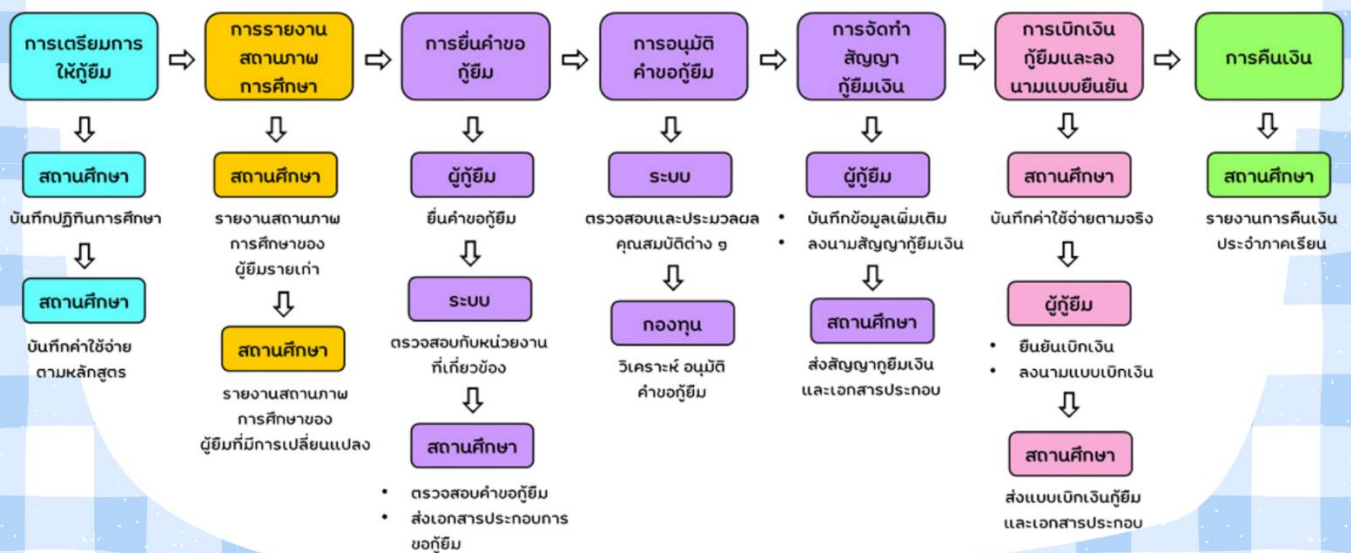 การเตรียมการ
ให้กู้ยืม
การรายงาน
สถานภาพ
การศึกษา
การยื่นคำขอ
กู้ยืม
การอนุมัติ
คำขอกู้ยืม
การจัดทำ
สัญญา
กู้ยืมเงิน
การเบิกเงิน
กู้ยืมและลง
นามแบบยืนยัน
การคืนเงิน
สถานศึกษา
บันทึกปฏิทินการศึกษา
สถานศึกษา
บันทึกค่าใช้จ่าย
ตามหลักสูตร
สถานศึกษา
รายงานสถานภาพ
การศึกษาของ
ผู้ยืมรายเก่า
สถานศึกษา
รายงานสถานภาพ
การศึกษาของ
ผู้ยืมที่มีการเปลี่ยนแปลง
ผู้กู้ยืม
ยื่นคำขอกู้ยืม
ระบบ
ตรวจสอบกับหน่วยงาน
ที่เกี่ยวข้อง
สถานศึกษา
• ตรวจสอบคำขอกู้ยืม
• ส่งเอกสารประกอบการ
ขอกู้ยืม
ระบบ
ตรวจสอบและประมวลผล
คุณสมบัติต่าง ๆ
กองทุน
วิเคราะห์ อนุมัติ
คำขอกู้ยืม
ผู้กู้ยืม
• บันทึกข้อมูลเพิ่มเติม
• ลงนามสัญญากู้ยืมเงิน
สถานศึกษา
ส่งสัญญากูยืมเงิน
และเอกสารประกอบ
สถานศึกษา
บันทึกค่าใช้จ่ายตามจริง
ผู้กู้ยืม
• ยืนยันเบิกเงิน
• ลงนามแบบเบิกเงิน
สถานศึกษา
ส่งแบบเบิกเงินกู้ยืม
และเอกสารประกอบ
สถานศึกษา
รายงานการคืนเงิน
ประจำภาคเรียน